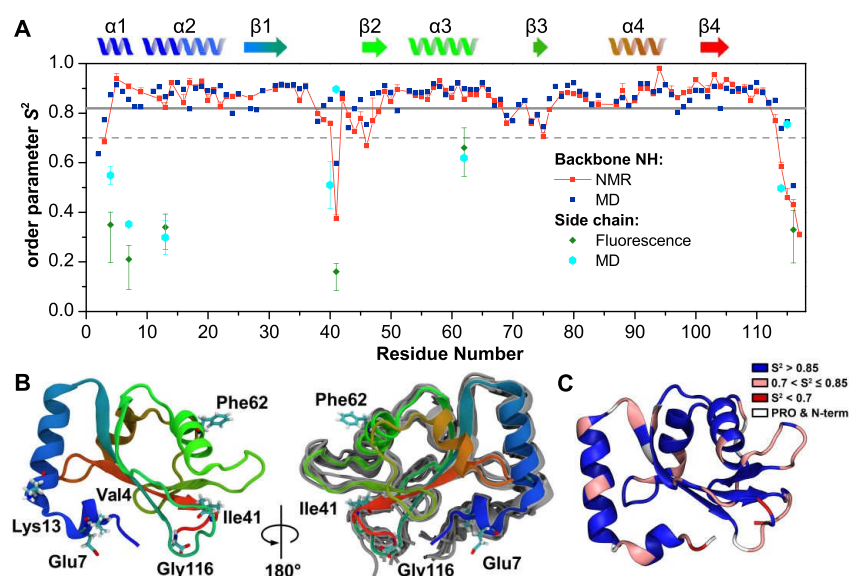 A
α1 α2 β1 β2 α3 β3 α4 β4
order parameter S²
1.0
0.8
0.6
0.4
0.2
0.0
Backbone NH:
NMR
MD
Side chain:
Fluorescence
MD
0 10 20 30 40 50 60 70 80 90 100 110
Residue Number
B
Phe62
Val4
Lys13
Glu7
Ile41
Gly116
180°
Phe62
Ile41
Gly116
Glu7
C
S² > 0.85
0.7 < S² ≤ 0.85
S² < 0.7
PRO & N-term